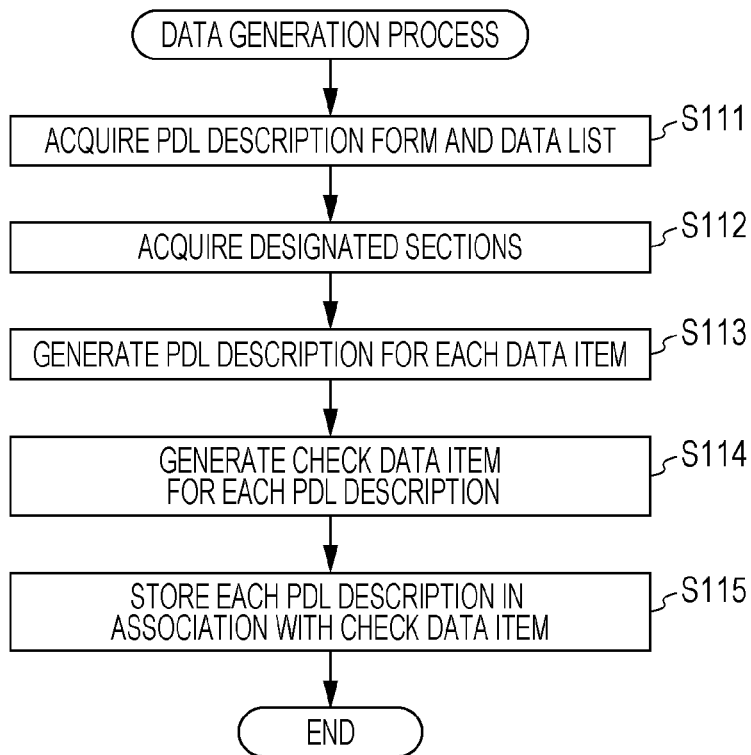 DATA GENERATION PROCESS
ACQUIRE PDL DESCRIPTION FORM AND DATA LIST
S111
ACQUIRE DESIGNATED SECTIONS
S112
GENERATE PDL DESCRIPTION FOR EACH DATA ITEM
S113
GENERATE CHECK DATA ITEM
FOR EACH PDL DESCRIPTION
S114
STORE EACH PDL DESCRIPTION IN
ASSOCIATION WITH CHECK DATA ITEM
S115
END